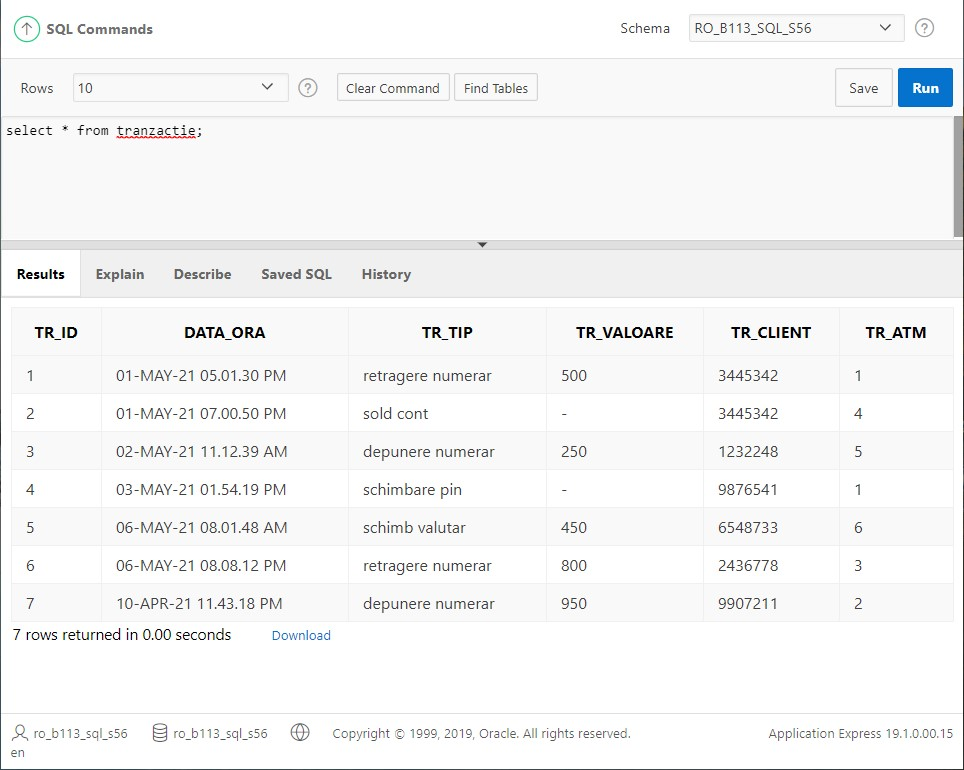 SQL Commands Schema RO_B113_SQL_S56
Rows 10 Clear Command Find Tables Save Run
select * from tranzactie;
Results Explain Describe Saved SQL History
TR_ID DATA_ORA TR_TIP TR_VALOARE TR_CLIENT TR_ATM
1 01-MAY-21 05.01.30 PM retragere numerar 500 3445342 1
2 01-MAY-21 07.00.50 PM sold cont - 3445342 4
3 02-MAY-21 11.12.39 AM depunere numerar 250 1232248 5
4 03-MAY-21 01.54.19 PM schimbare pin - 9876541 1
5 06-MAY-21 08.01.48 AM schimb valutar 450 6548733 6
6 06-MAY-21 08.08.12 PM retragere numerar 800 2436778 3
7 10-APR-21 11.43.18 PM depunere numerar 950 9907211 2
7 rows returned in 0.00 seconds Download
ro_b113_sql_s56 ro_b113_sql_s56 Copyright © 1999, 2019, Oracle. All rights reserved. Application Express 19.1.0.00.15
en